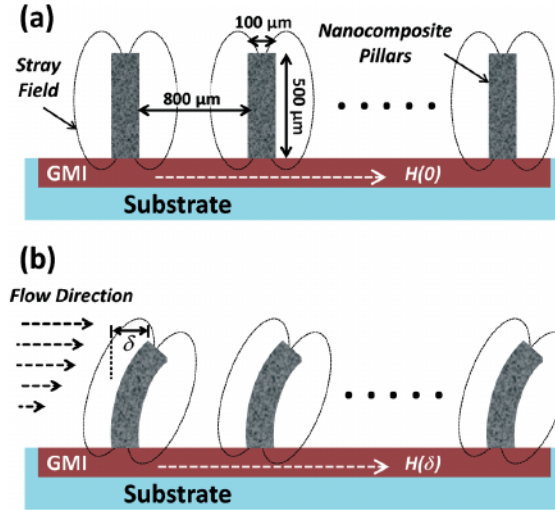 (a)
100 μm
Nanocomposite
Pillars
Stray
Field
800 μm
500 μm
GMI
H(0)
Substrate
(b)
Flow Direction
δ
GMI
H(δ)
Substrate